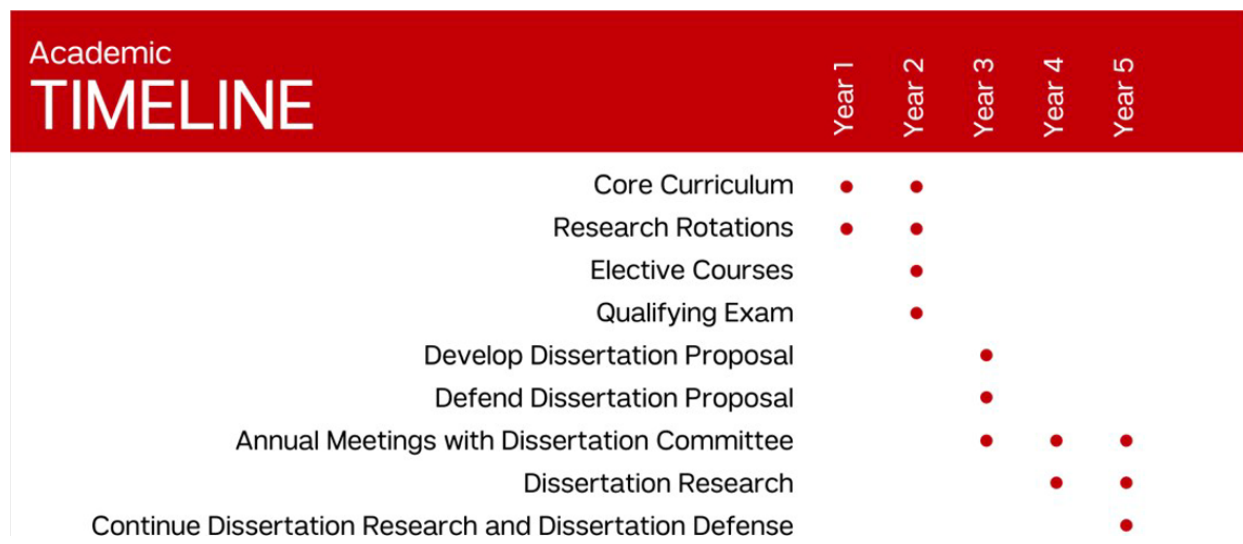 Academic
TIMELINE
Year 1
Year 2
Year 3
Year 4
Year 5
Core Curriculum
Research Rotations
Elective Courses
Qualifying Exam
Develop Dissertation Proposal
Defend Dissertation Proposal
Annual Meetings with Dissertation Committee
Dissertation Research
Continue Dissertation Research and Dissertation Defense